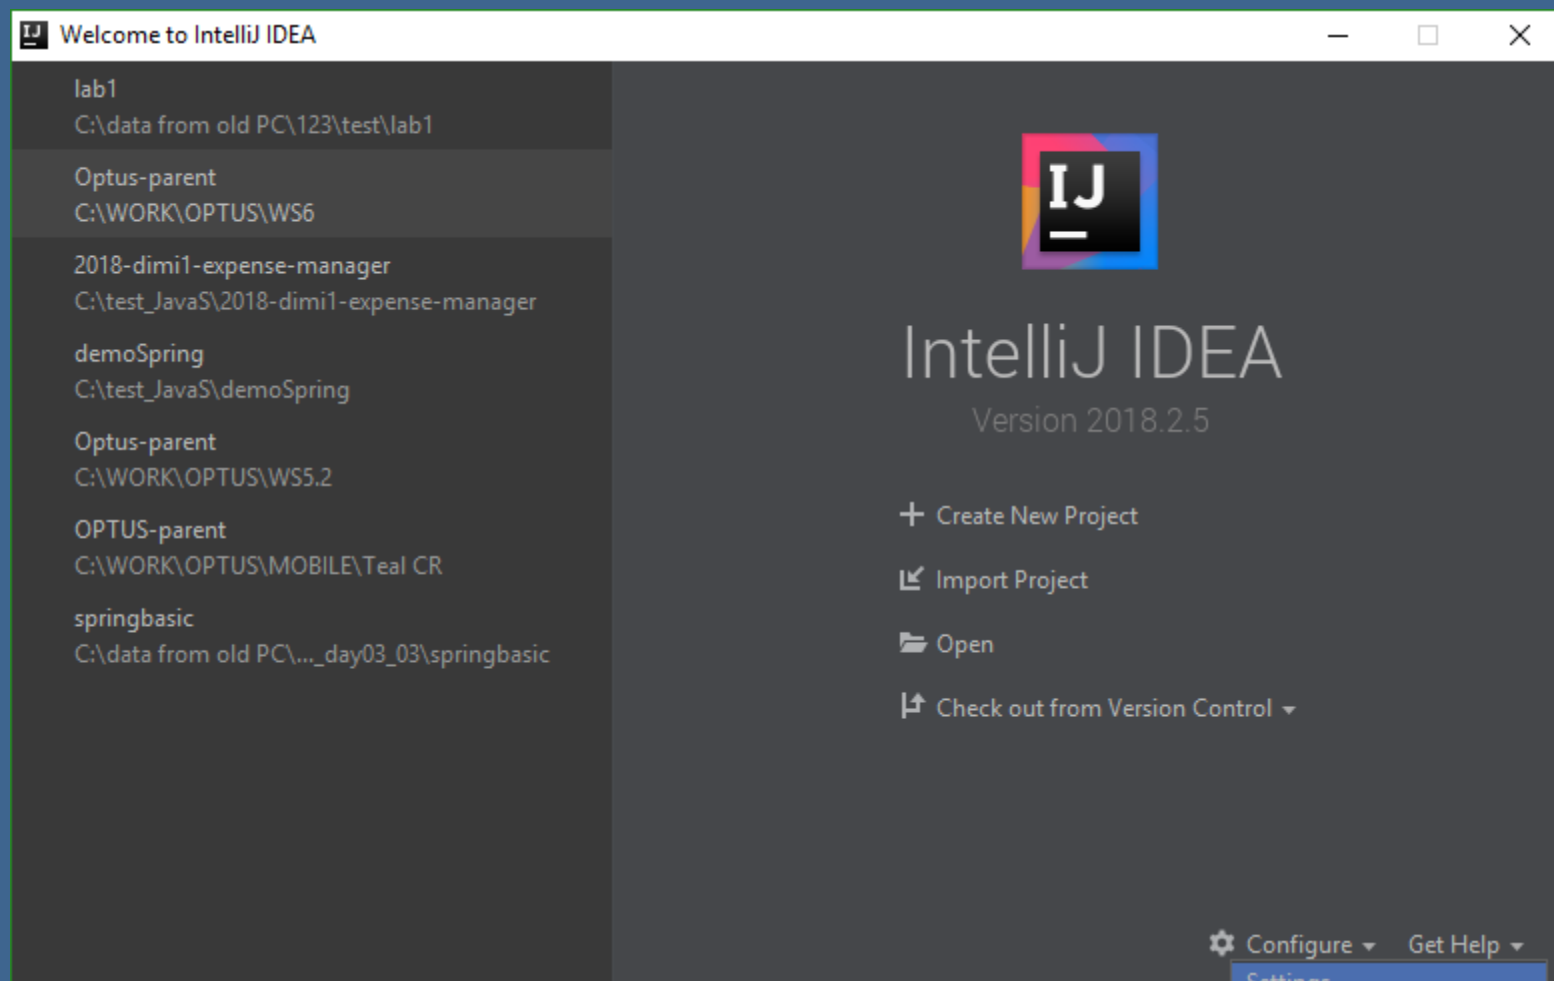 Welcome to IntelliJ IDEA
lab1
C:\data from old PC\123\test\lab1
Optus-parent
C:\WORK\OPTUS\WS6
2018-dimi1-expense-manager
C:\test_JavaS\2018-dimi1-expense-manager
demoSpring
C:\test_JavaS\demoSpring
Optus-parent
C:\WORK\OPTUS\WS5.2
OPTUS-parent
C:\WORK\OPTUS\MOBILE\Teal CR
springbasic
C:\data from old PC\..._day03_03\springbasic
IJ
IntelliJ IDEA
Version 2018.2.5
Create New Project
Import Project
Open
Check out from Version Control
Configure Get Help
Settings